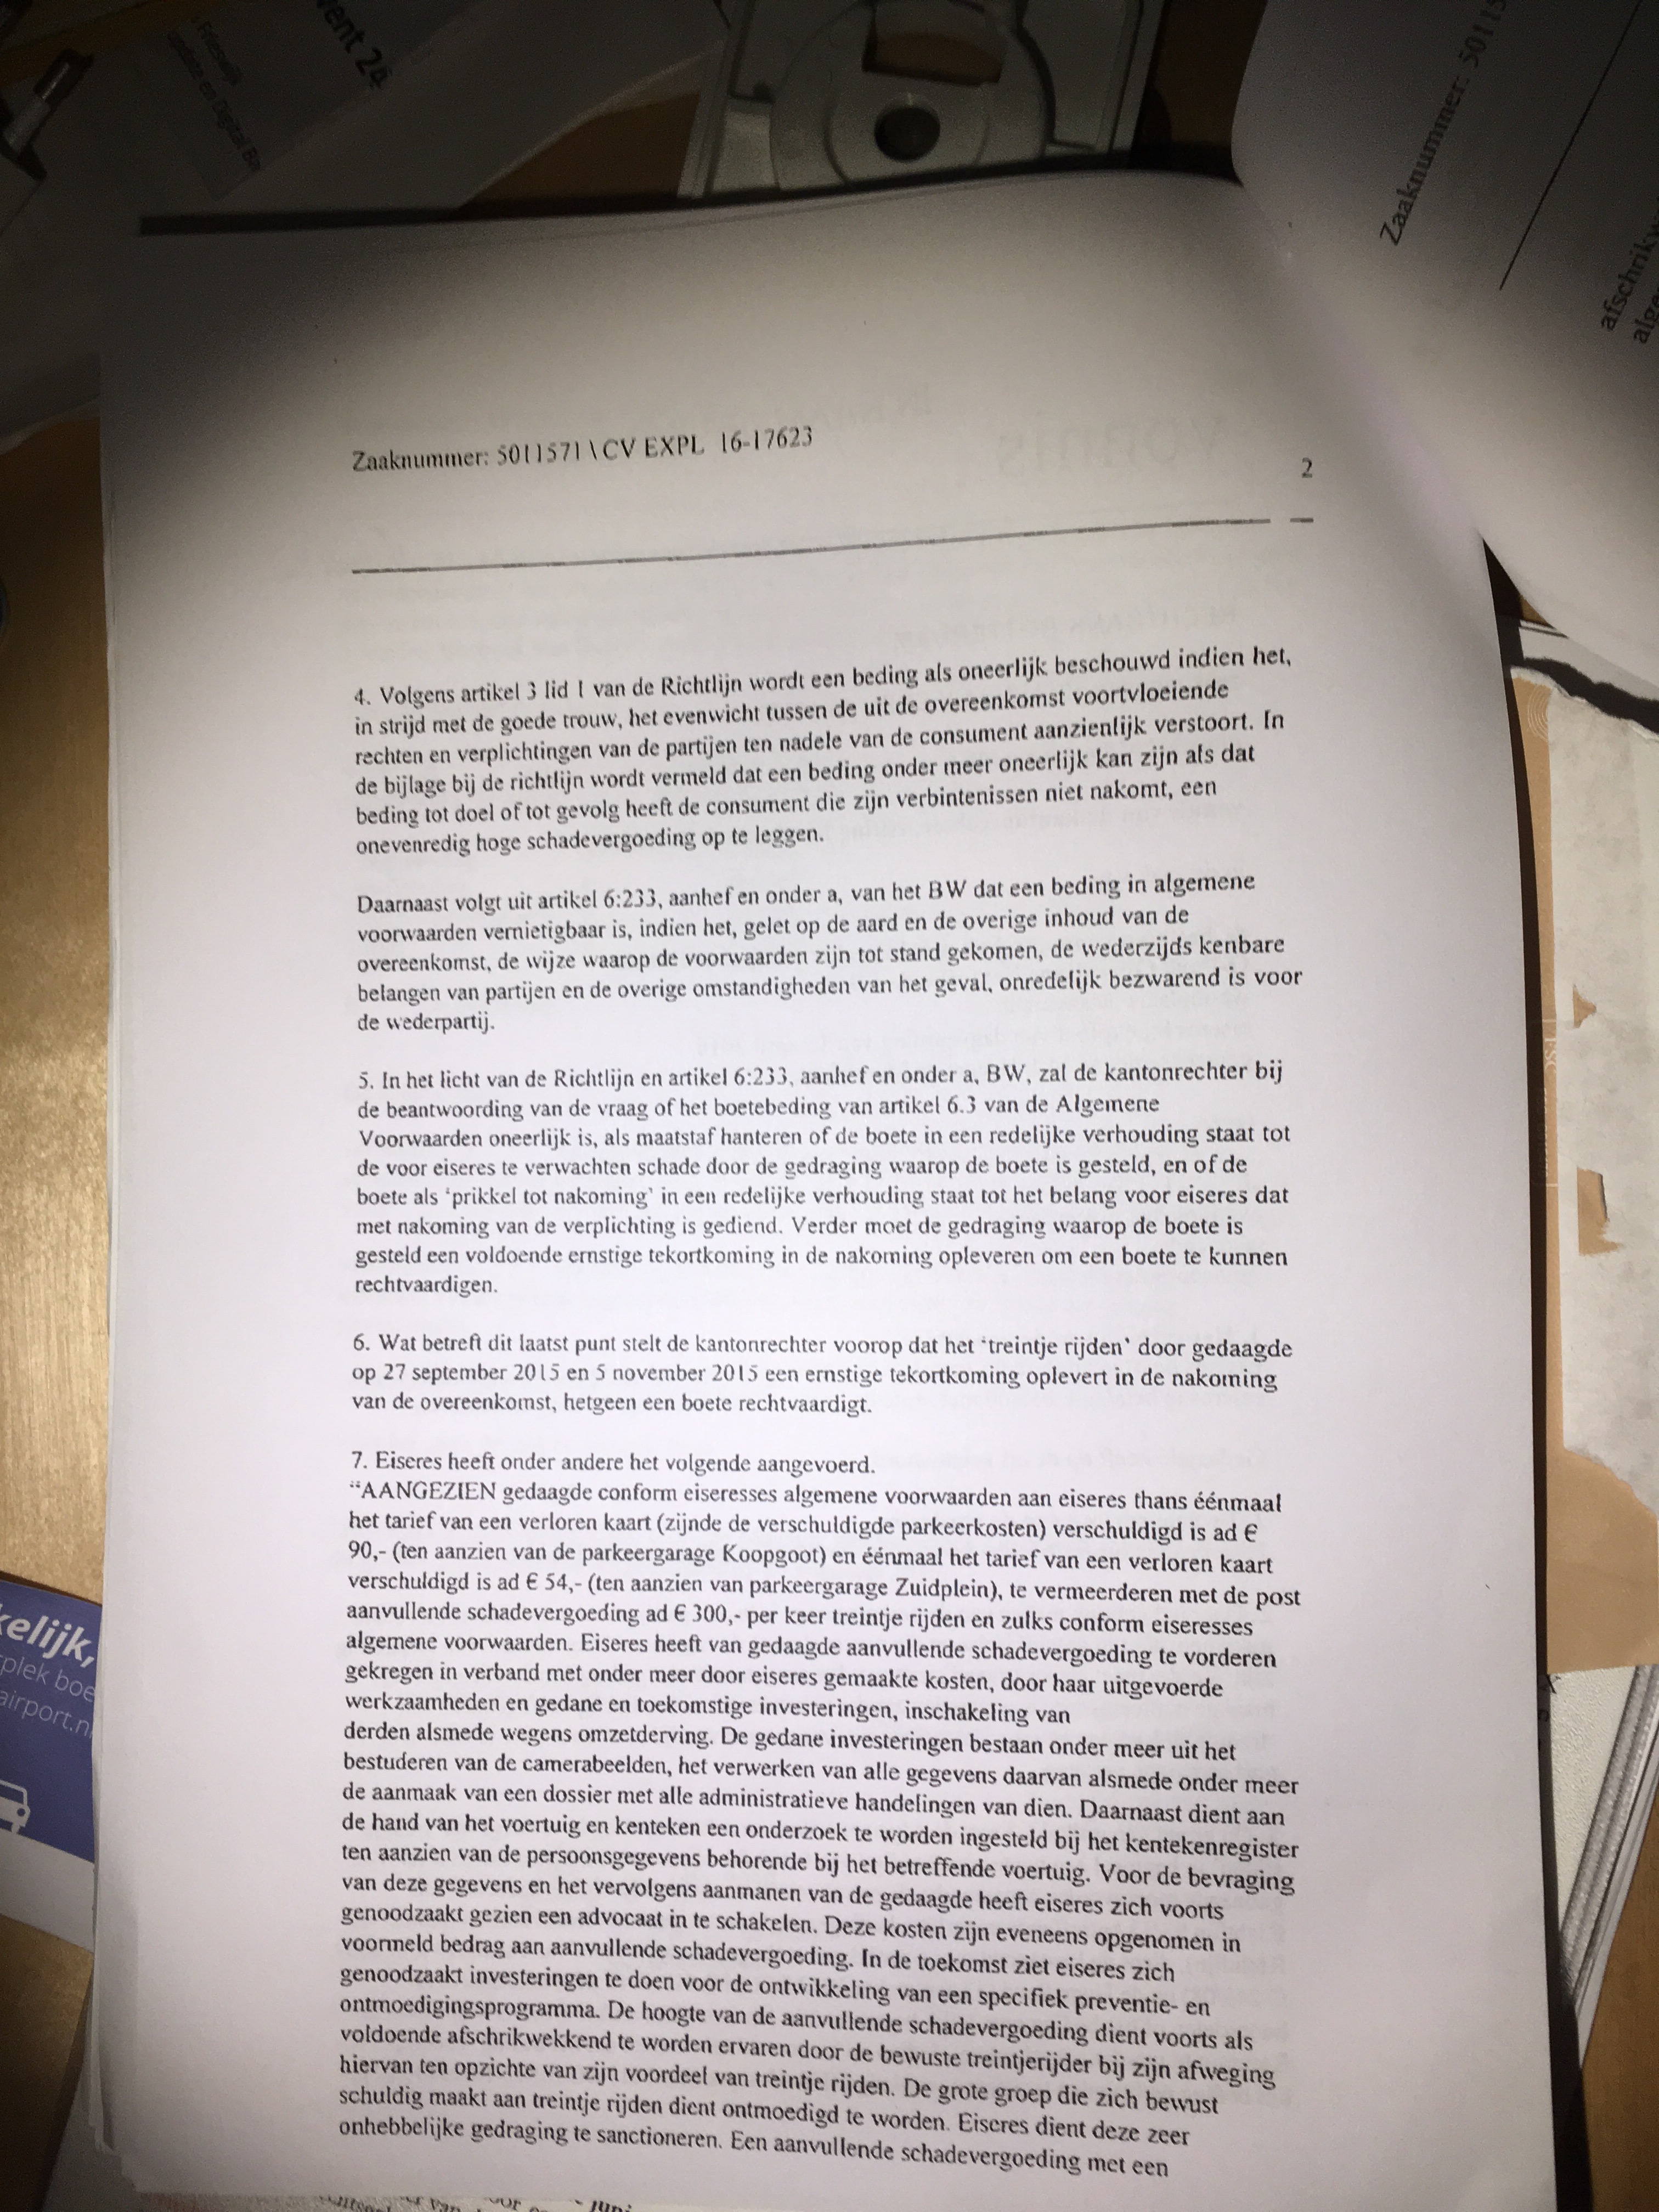 vent 24
Zaaknummer: 50115
afschrikw
alge
Zaaknummer: 5011571 \ CV EXPL 16-17623
2
4. Volgens artikel 3 lid 1 van de Richtlijn wordt een beding als oneerlijk beschouwd indien het,
in strijd met de goede trouw, het evenwicht tussen de uit de overeenkomst voortvloeiende
rechten en verplichtingen van de partijen ten nadele van de consument aanzienlijk verstoort. In
de bijlage bij de richtlijn wordt vermeld dat een beding onder meer oneerlijk kan zijn als dat
beding tot doel of tot gevolg heeft de consument die zijn verbintenissen niet nakomt, een
onevenredig hoge schadevergoeding op te leggen.
Daarnaast volgt uit artikel 6:233, aanhef en onder a, van het BW dat een beding in algemene
voorwaarden vernietigbaar is, indien het, gelet op de aard en de overige inhoud van de
overeenkomst, de wijze waarop de voorwaarden zijn tot stand gekomen, de wederzijds kenbare
belangen van partijen en de overige omstandigheden van het geval, onredelijk bezwarend is voor
de wederpartij.
5. In het licht van de Richtlijn en artikel 6:233, aanhef en onder a, BW, zal de kantonrechter bij
de beantwoording van de vraag of het boetebeding van artikel 6.3 van de Algemene
Voorwaarden oneerlijk is, als maatstaf hanteren of de boete in een redelijke verhouding staat tot
de voor eiseres te verwachten schade door de gedraging waarop de boete is gesteld, en of de
boete als 'prikkel tot nakoming' in een redelijke verhouding staat tot het belang voor eiseres dat
met nakoming van de verplichting is gediend. Verder moet de gedraging waarop de boete is
gesteld een voldoende ernstige tekortkoming in de nakoming opleveren om een boete te kunnen
rechtvaardigen.
6. Wat betreft dit laatst punt stelt de kantonrechter voorop dat het 'treintje rijden' door gedaagde
op 27 september 2015 en 5 november 2015 een ernstige tekortkoming oplevert in de nakoming
van de overeenkomst, hetgeen een boete rechtvaardigt.
7. Eiseres heeft onder andere het volgende aangevoerd.
"AANGEZIEN gedaagde conform eiseresses algemene voorwaarden aan eiseres thans éénmaal
het tarief van een verloren kaart (zijnde de verschuldigde parkeerkosten) verschuldigd is ad €
90,- (ten aanzien van de parkeergarage Koopgoot) en éénmaal het tarief van een verloren kaart
verschuldigd is ad € 54,- (ten aanzien van parkeergarage Zuidplein), te vermeerderen met de post
aanvullende schadevergoeding ad € 300,- per keer treintje rijden en zulks conform eiseresses
algemene voorwaarden. Eiseres heeft van gedaagde aanvullende schadevergoeding te vorderen
gekregen in verband met onder meer door eiseres gemaakte kosten, door haar uitgevoerde
werkzaamheden en gedane en toekomstige investeringen, inschakeling van
derden alsmede wegens omzetderving. De gedane investeringen bestaan onder meer uit het
bestuderen van de camerabeelden, het verwerken van alle gegevens daarvan alsmede onder meer
de aanmaak van een dossier met alle administratieve handelingen van dien. Daarnaast dient aan
de hand van het voertuig en kenteken een onderzoek te worden ingesteld bij het kentekenregister
ten aanzien van de persoonsgegevens behorende bij het betreffende voertuig. Voor de bevraging
van deze gegevens en het vervolgens aanmanen van de gedaagde heeft eiseres zich voorts
genoodzaakt gezien een advocaat in te schakelen. Deze kosten zijn eveneens opgenomen in
voormeld bedrag aan aanvullende schadevergoeding. In de toekomst ziet eiseres zich
genoodzaakt investeringen te doen voor de ontwikkeling van een specifiek preventie- en
ontmoedigingsprogramma. De hoogte van de aanvullende schadevergoeding dient voorts als
voldoende afschrikwekkend te worden ervaren door de bewuste treintjerijder bij zijn afweging
hiervan ten opzichte van zijn voordeel van treintje rijden. De grote groep die zich bewust
schuldig maakt aan treintje rijden dient ontmoedigd te worden. Eiseres dient deze zeer
onhebbelijke gedraging te sanctioneren. Een aanvullende schadevergoeding met een
kelijk,
plek boe
airport.n